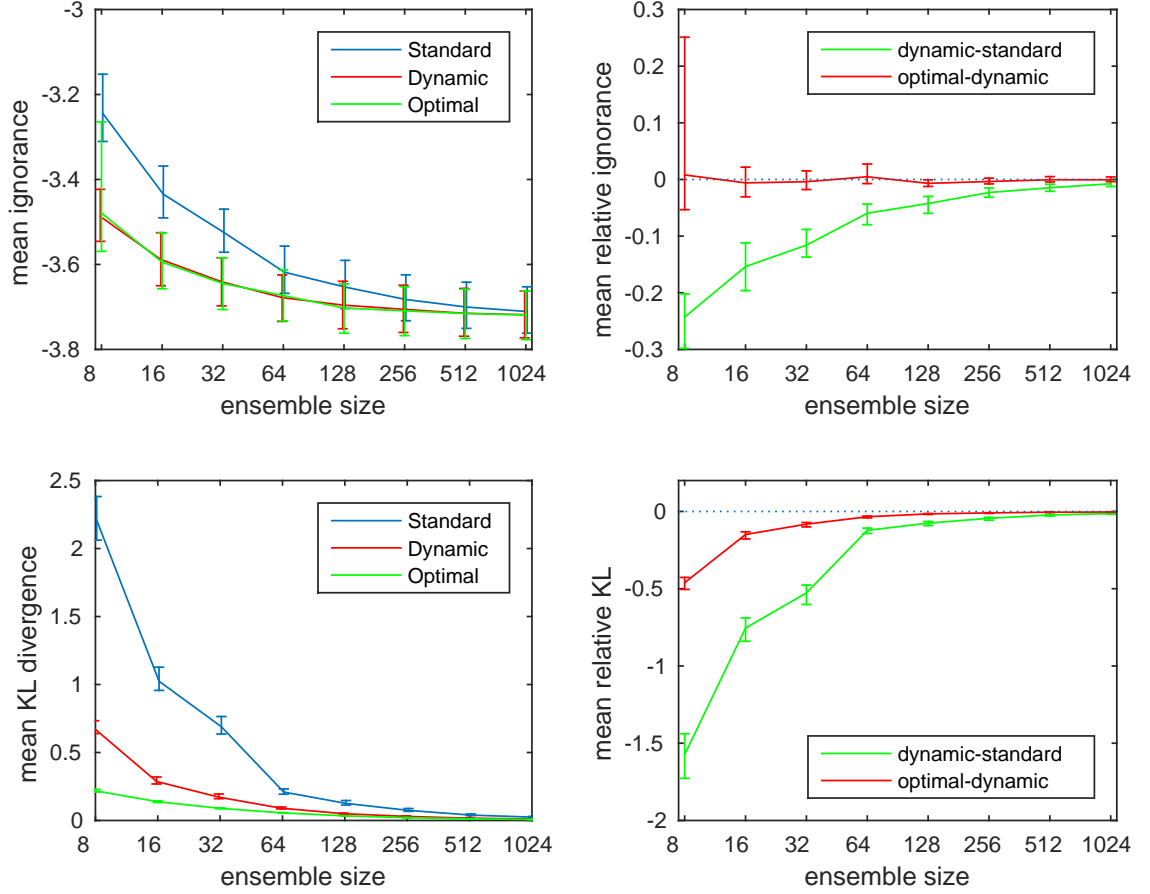 -3
-3.2
-3.4
-3.6
-3.8
mean ignorance
Standard
Dynamic
Optimal
8 16 32 64 128 256 512 1024
ensemble size
0.3
0.2
0.1
0
-0.1
-0.2
-0.3
mean relative ignorance
dynamic-standard
optimal-dynamic
8 16 32 64 128 256 512 1024
ensemble size
2.5
2
1.5
1
0.5
0
mean KL divergence
Standard
Dynamic
Optimal
8 16 32 64 128 256 512 1024
ensemble size
0
-0.5
-1
-1.5
-2
mean relative KL
dynamic-standard
optimal-dynamic
8 16 32 64 128 256 512 1024
ensemble size